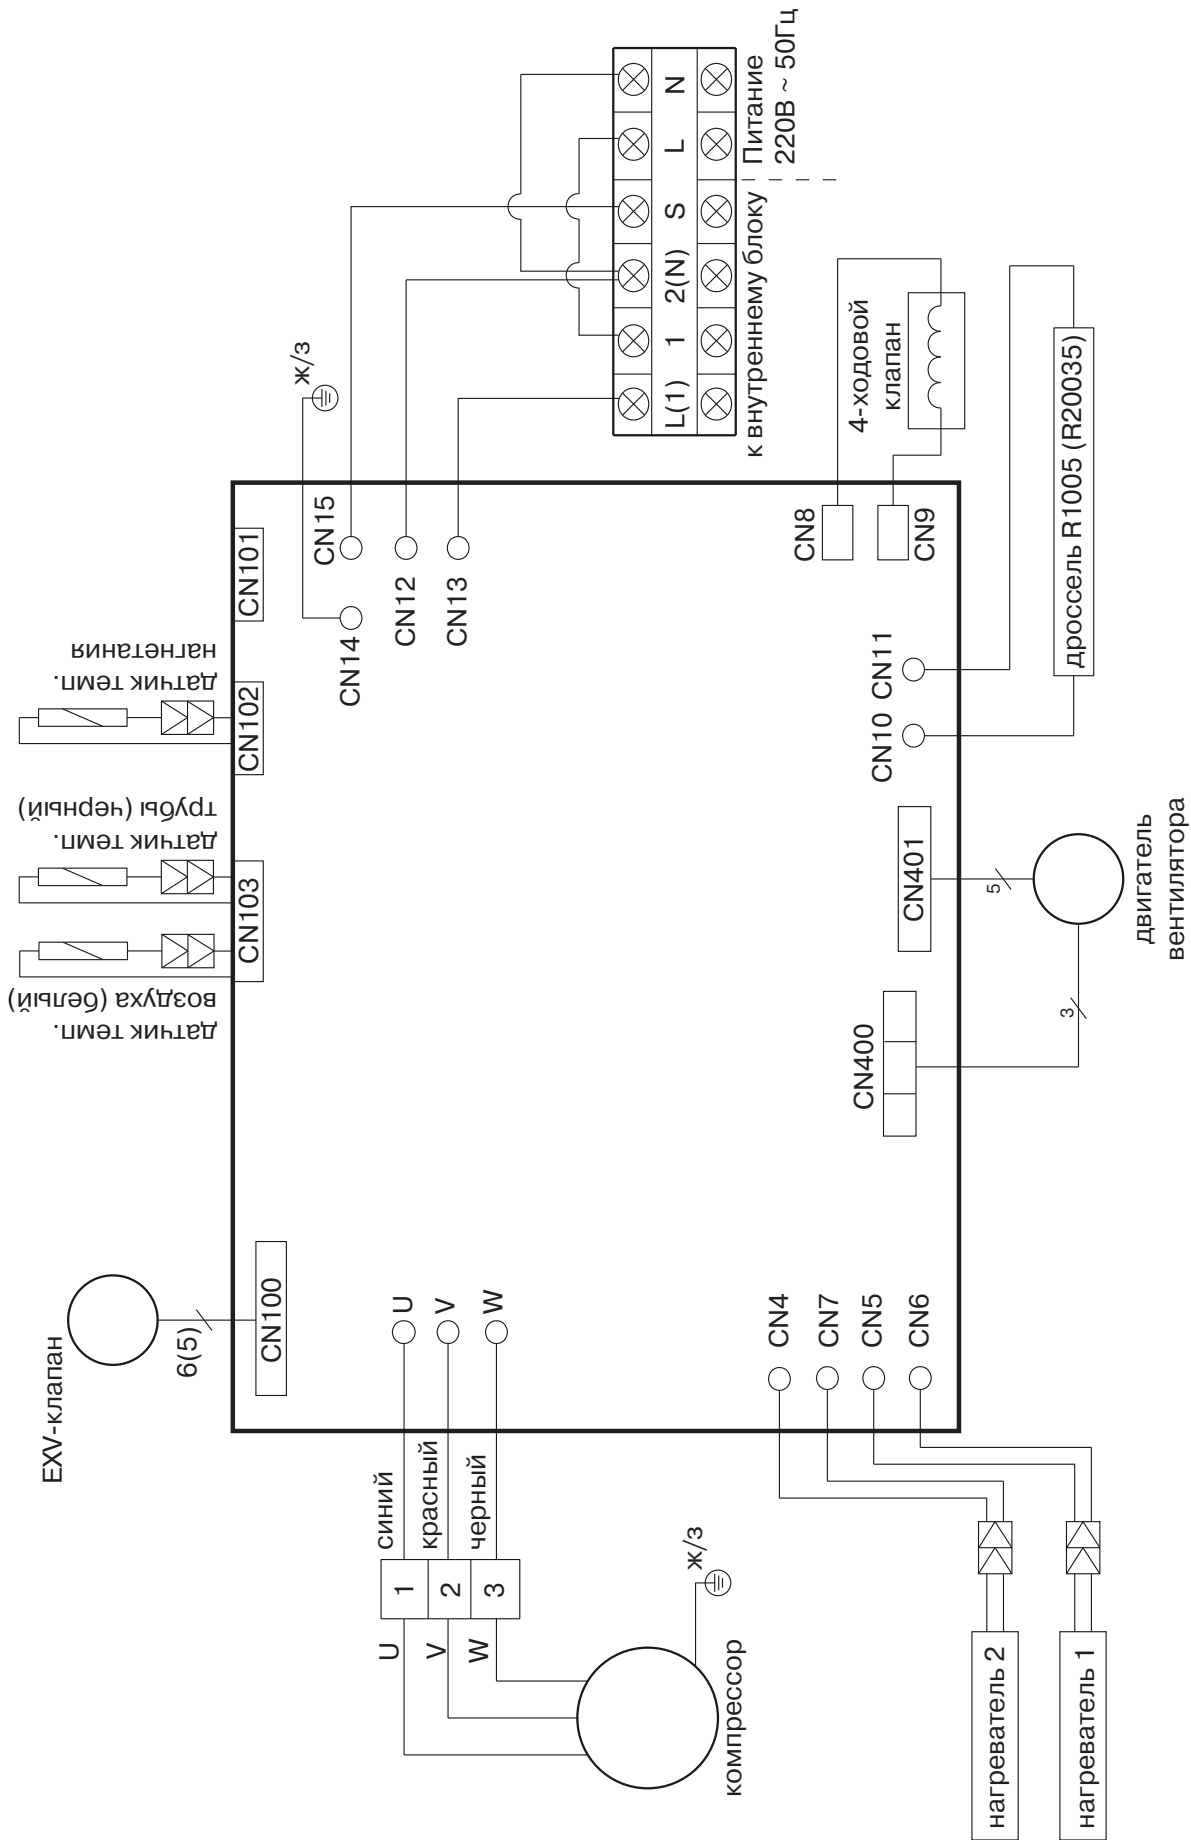 EXV-клапан
6(5)
CN100
датчик темп.
воздуха (белый)
датчик темп.
трубы (черный)
датчик темп.
нагнетания
CN103
CN102
CN101
ж/з
CN14
CN15
CN12
CN13
U
V
W
синий
красный
черный
1
2
3
U
V
W
компрессор
ж/з
L(1)
1
2(N)
S
L
N
к внутреннему блоку
Питание
220В ~ 50Гц
CN4
CN7
CN5
CN6
нагреватель 2
нагреватель 1
CN400
3
CN401
5
двигатель
вентилятора
CN10
CN11
дроссель R1005 (R20035)
CN8
CN9
4-ходовой
клапан